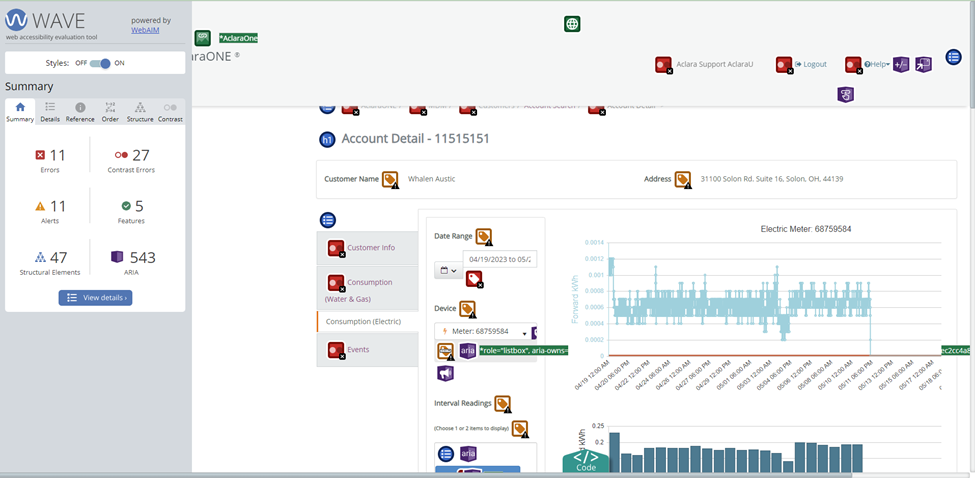 WAVE
web accessibility evaluation tool
powered by
WebAIM
Styles: OFF ON
Summary
Summary Details Reference Order Structure Contrast
11
Errors
27
Contrast Errors
11
Alerts
5
Features
47
Structural Elements
543
ARIA
View details ›
*AclaraOne
araONE ®
Aclara Support AclaraU
Logout
Help
h1 Account Detail - 11515151
Customer Name Whalen Austic
Address 31100 Solon Rd. Suite 16, Solon, OH, 44139
Customer Info
Consumption
(Water & Gas)
Consumption (Electric)
Events
Date Range
04/19/2023 to 05/2
Device
Meter: 68759584
aria *role="listbox", aria-owns=
ec2cc4a8
Interval Readings
(Choose 1 or 2 items to display)
aria
Electric Meter: 68759584
Forward kWh
0.0014
0.0012
0.001
0.0008
0.0006
0.0004
0.0002
0
04/19 12:00 AM
04/20 06:00 PM
04/22 12:00 PM
04/24 06:00 AM
04/26 12:00 AM
04/27 06:00 PM
04/29 12:00 PM
05/01 06:00 AM
05/03 12:00 AM
05/04 06:00 PM
05/06 12:00 PM
05/08 06:00 AM
05/10 12:00 AM
05/11 06:00 PM
05/13 12:00 PM
05/15 06:00 AM
05/17 12:00 AM
05/18 06:0
0.25
0.2
kWh
</>
Code